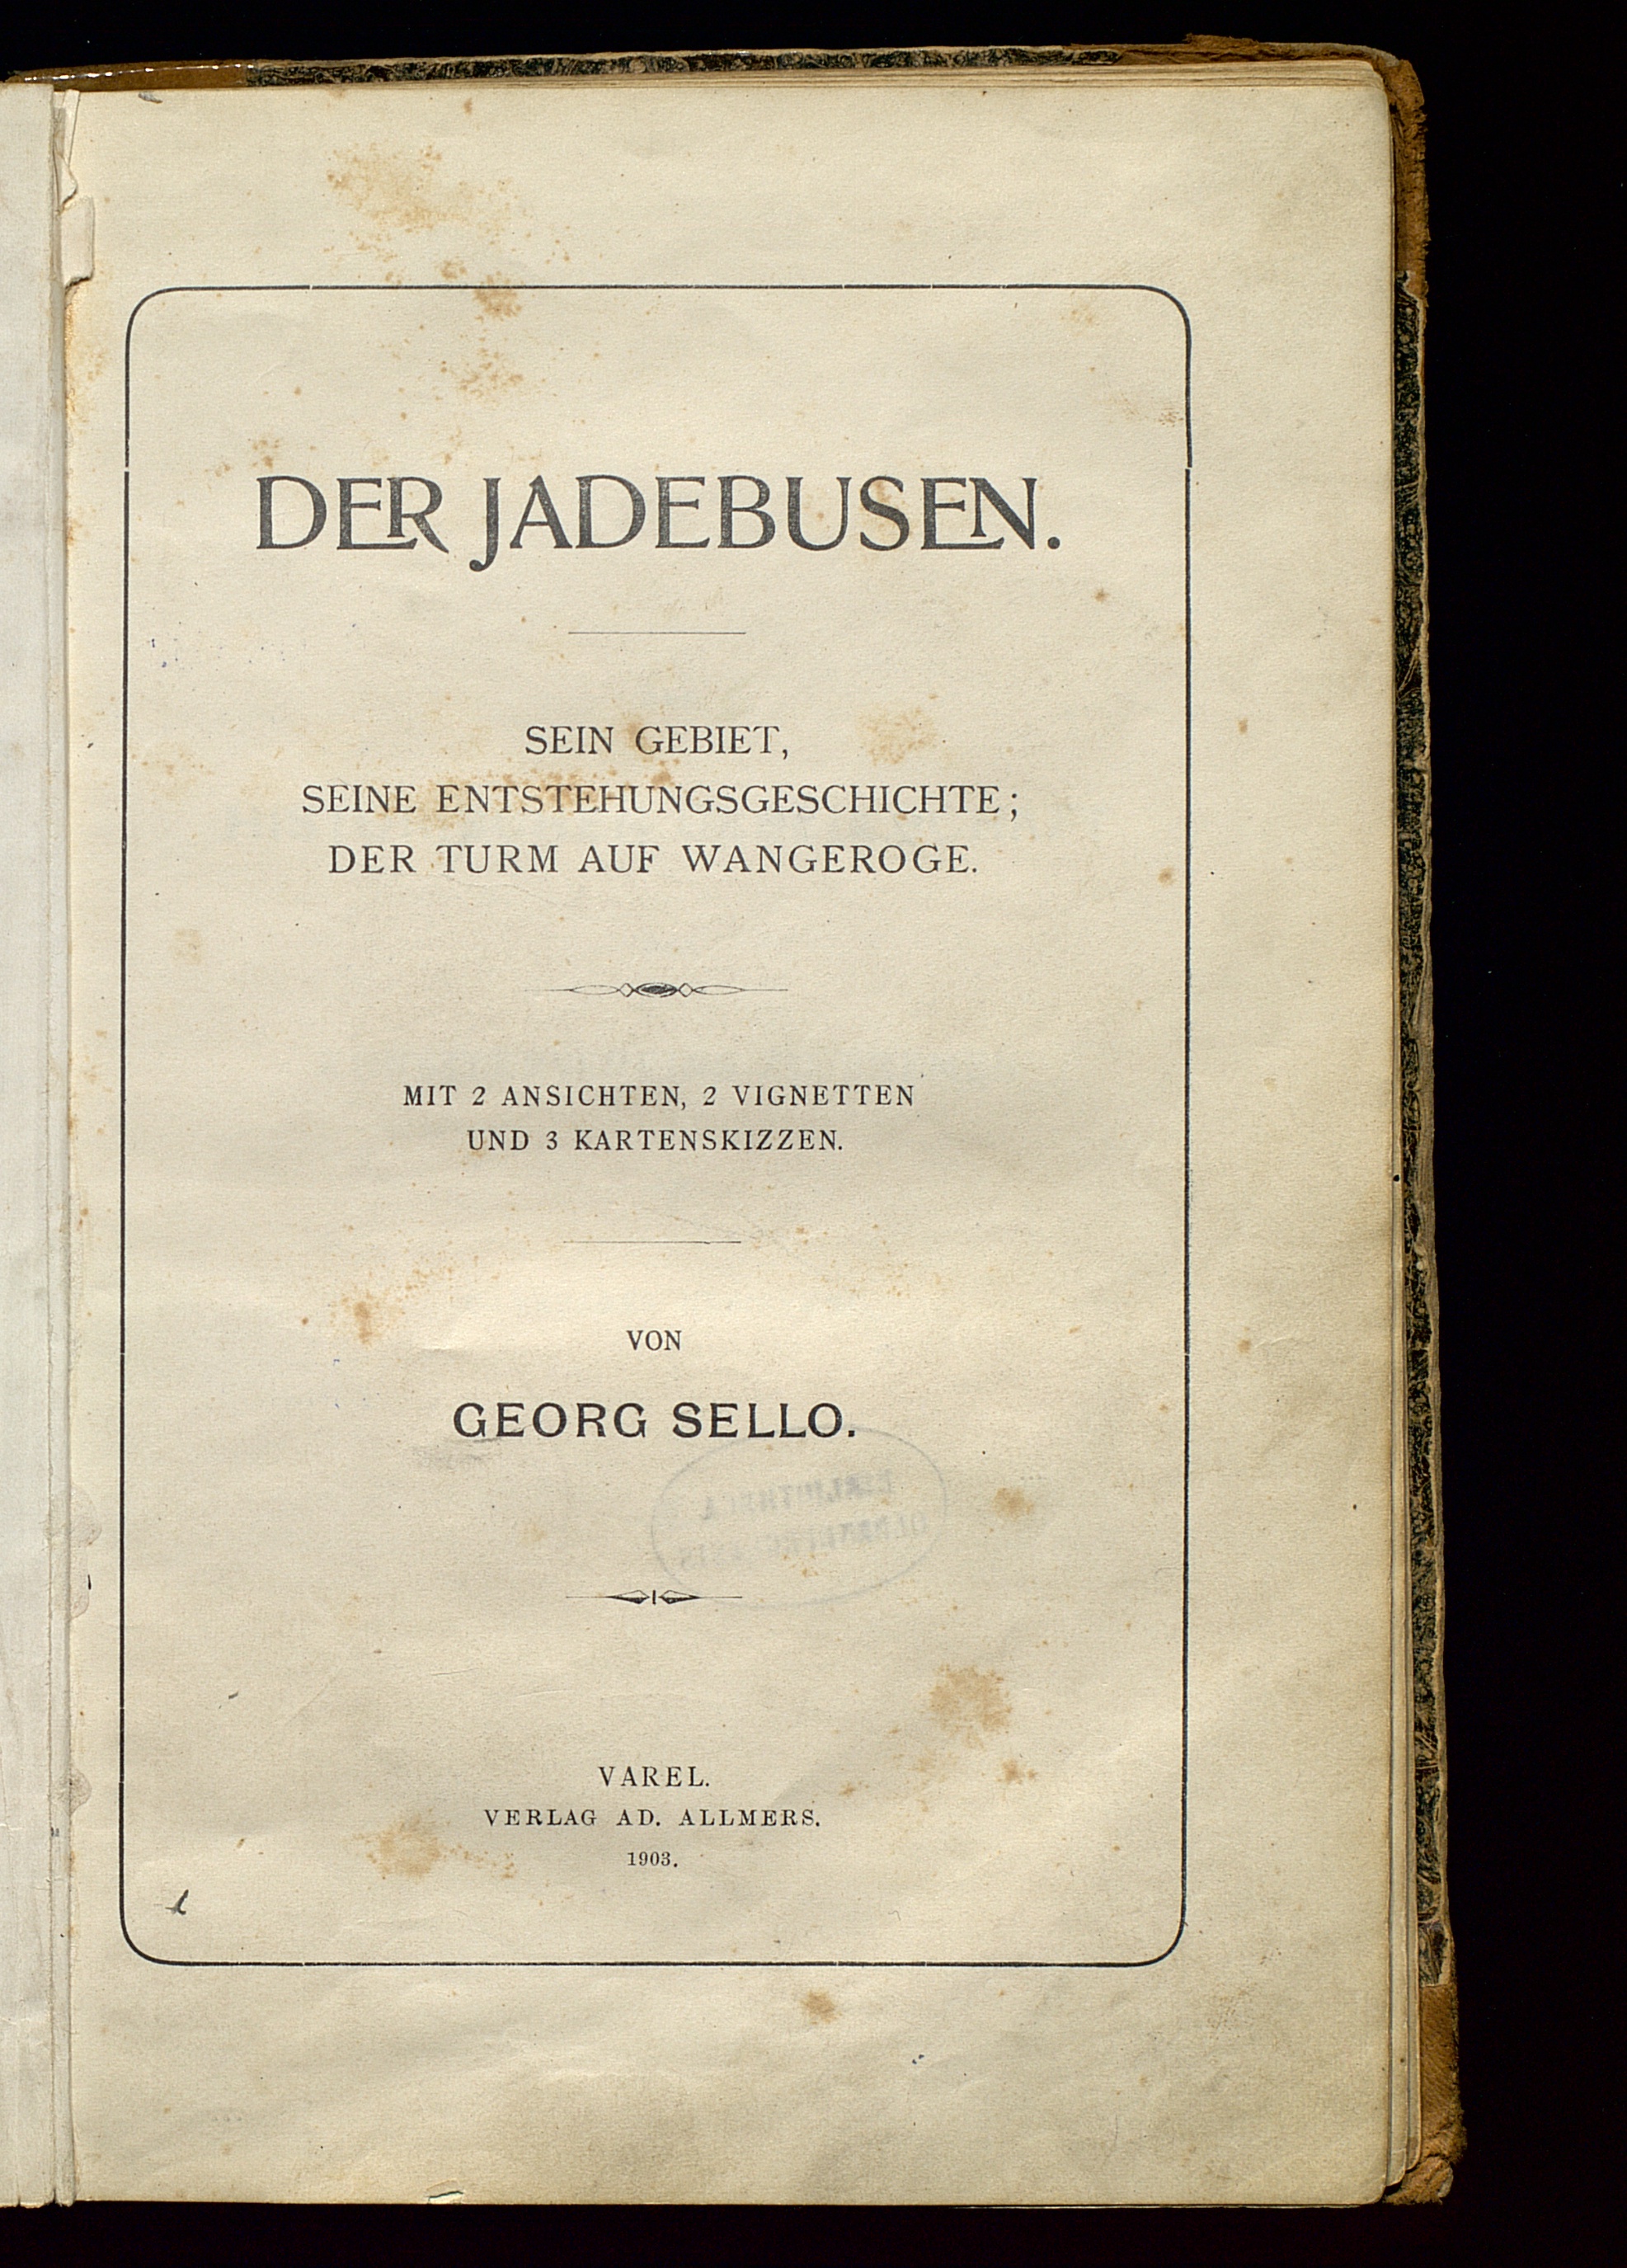 DER JADEBUSEN.
SEIN GEBIET,
SEINE ENTSTEHUNGSGESCHICHTE;
DER TURM AUF WANGEROGE.
MIT 2 ANSICHTEN, 2 VIGNETTEN
UND 3 KARTENSKIZZEN.
VON
GEORG SELLO.
VAREL.
VERLAG AD. ALLMERS.
1903.